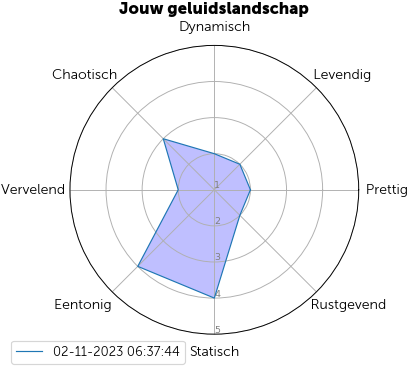 Jouw geluidslandschap
Dynamisch
Chaotisch
Levendig
Vervelend
1
Prettig
2
3
4
Eentonig
Rustgevend
5
02-11-2023 06:37:44
Statisch